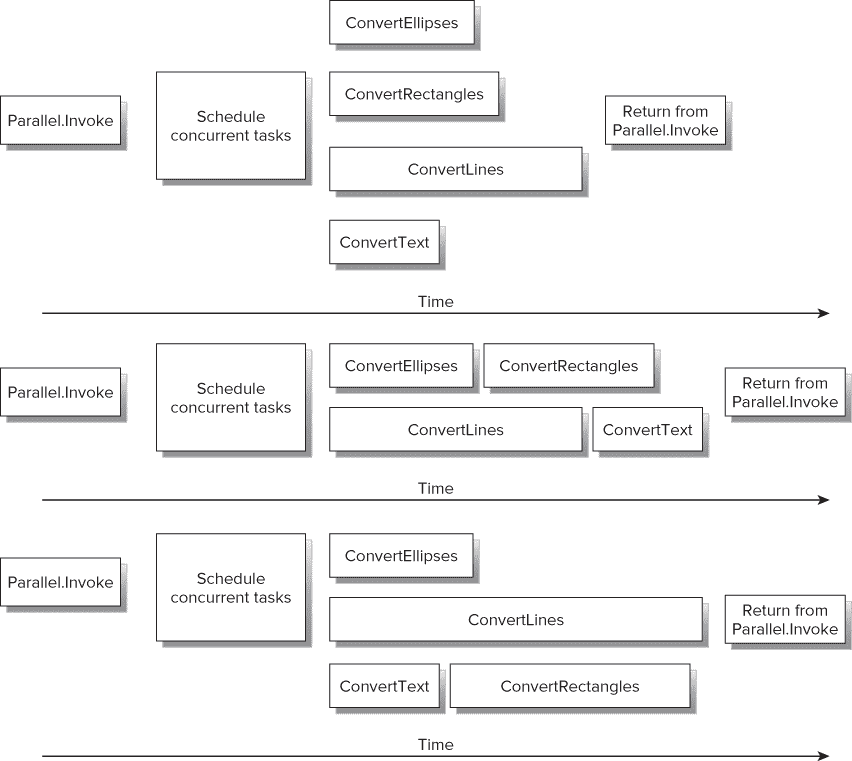 ConvertEllipses
Parallel.Invoke
Schedule
concurrent tasks
ConvertRectangles
Return from
Parallel.Invoke
ConvertLines
ConvertText
Time
Parallel.Invoke
Schedule
concurrent tasks
ConvertEllipses
ConvertRectangles
Return from
Parallel.Invoke
ConvertLines
ConvertText
Time
Parallel.Invoke
Schedule
concurrent tasks
ConvertEllipses
ConvertLines
Return from
Parallel.Invoke
ConvertText
ConvertRectangles
Time